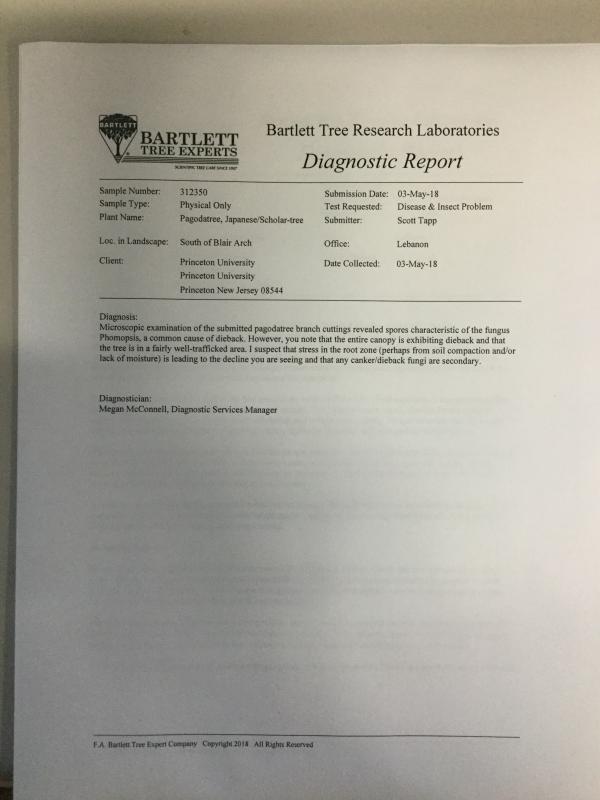 BARTLETT
BARTLETT
TREE EXPERTS
SCIENTIFIC TREE CARE SINCE 1907
Bartlett Tree Research Laboratories
Diagnostic Report
Sample Number: 312350 Submission Date: 03-May-18
Sample Type: Physical Only Test Requested: Disease & Insect Problem
Plant Name: Pagodatree, Japanese/Scholar-tree Submitter: Scott Tapp
Loc. in Landscape: South of Blair Arch Office: Lebanon
Client: Princeton University Date Collected: 03-May-18
Princeton University
Princeton New Jersey 08544
Diagnosis:
Microscopic examination of the submitted pagodatree branch cuttings revealed spores characteristic of the fungus
Phomopsis, a common cause of dieback. However, you note that the entire canopy is exhibiting dieback and that
the tree is in a fairly well-trafficked area. I suspect that stress in the root zone (perhaps from soil compaction and/or
lack of moisture) is leading to the decline you are seeing and that any canker/dieback fungi are secondary.
Diagnostician:
Megan McConnell, Diagnostic Services Manager
F.A. Bartlett Tree Expert Company Copyright 2018 All Rights Reserved